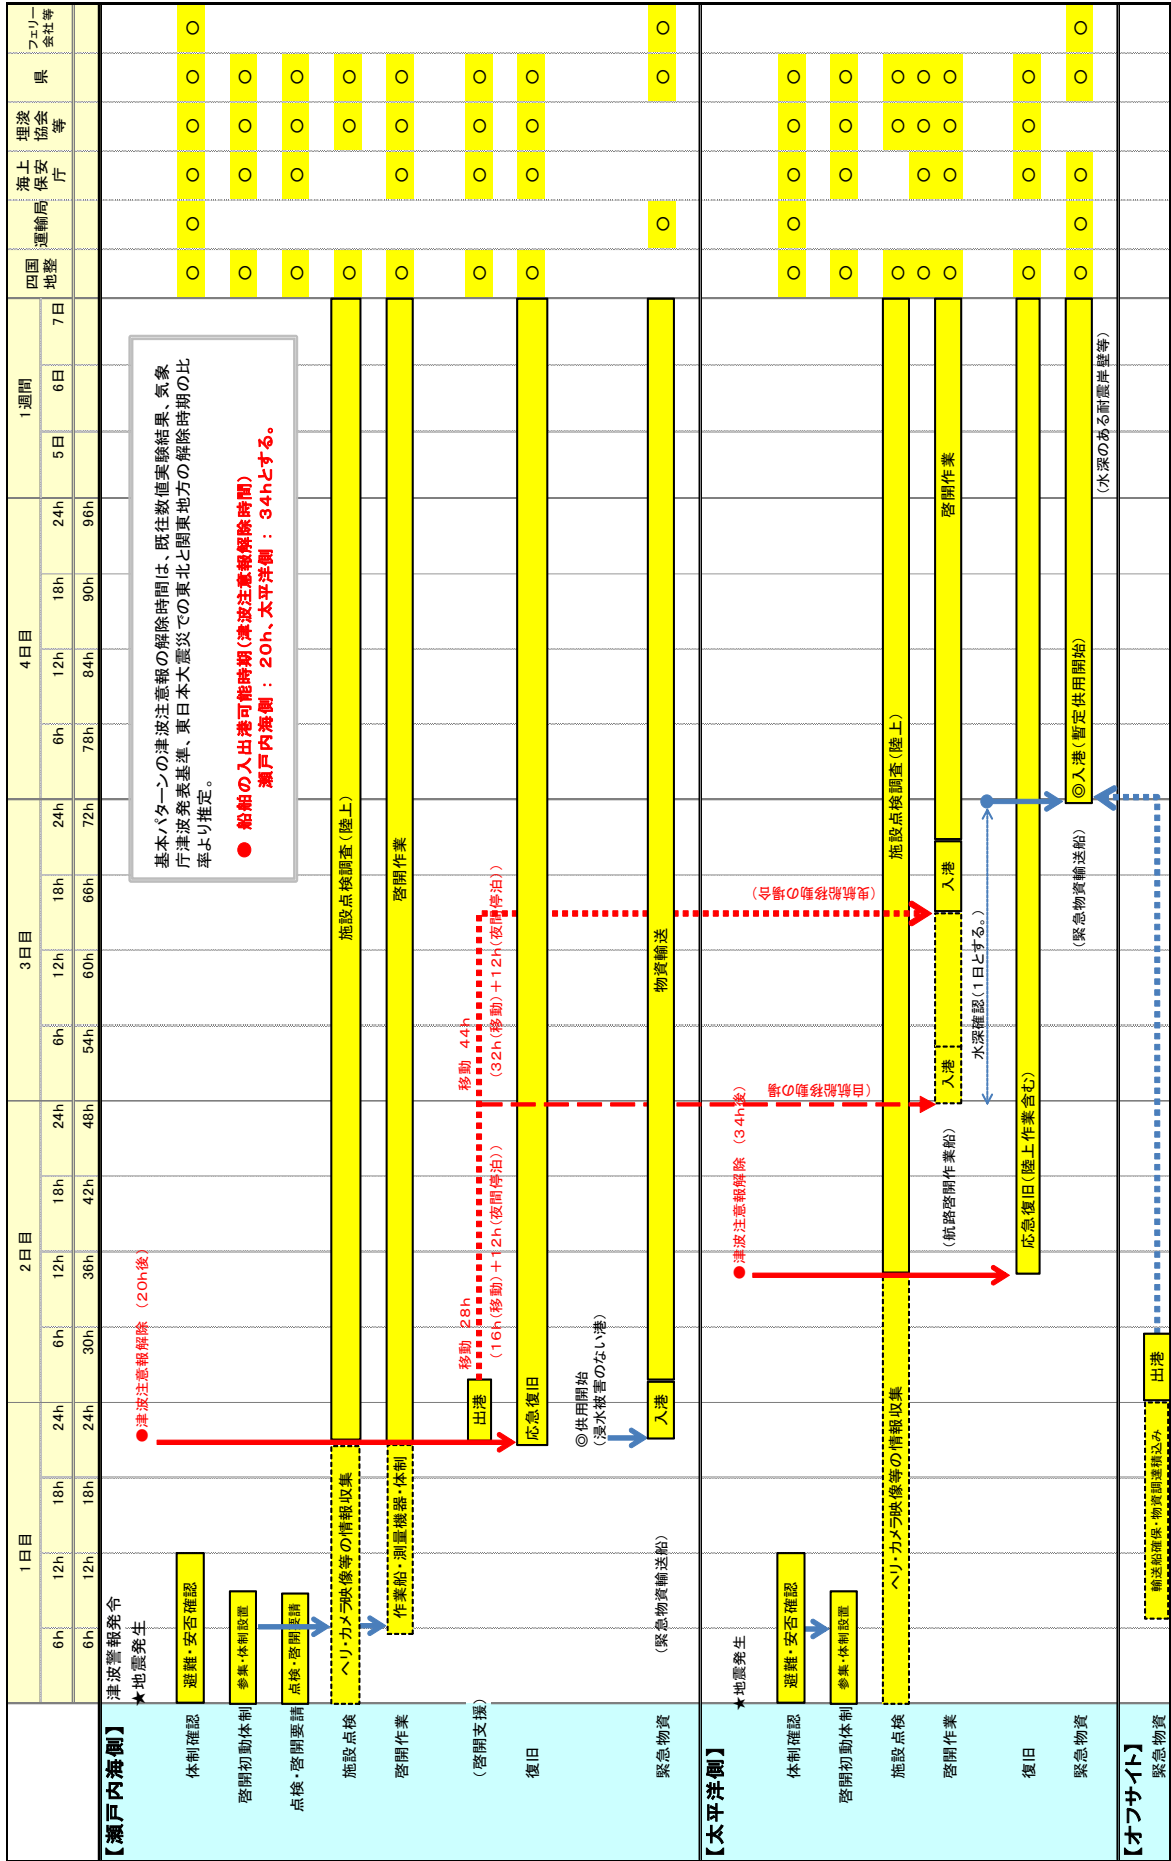 1日目 2日目 3日目 4日目 1週間 四国地整 運輸局 海上保安庁 埋浚協会等 県 フェリー会社等
6h 12h 18h 24h 6h 12h 18h 24h 6h 12h 18h 24h 6h 12h 18h 24h 5日 6日 7日
6h 12h 18h 24h 30h 36h 42h 48h 54h 60h 66h 72h 78h 84h 90h 96h
【瀬戸内海側】
津波警報発令
★地震発生
●津波注意報解除 (20h後)
基本パターンの津波注意報の解除時間は、既往数値実験結果、気象
庁津波発表基準、東日本大震災での東北と関東地方の解除時期の比
率より推定。
● 船舶の入出港可能時期(津波注意報解除時間)
瀬戸内海側 : 20h、太平洋側 : 34hとする。
体制確認 避難・安否確認 ○ ○ ○ ○ ○ ○
啓開初動体制 参集・体制設置 ○ ○ ○ ○
点検・啓開要請 点検・啓開要請 ○ ○ ○ ○
施設点検 ヘリ・カメラ映像等の情報収集 施設点検調査(陸上) ○ ○ ○
啓開作業 作業船・測量機器・体制 啓開作業 ○ ○ ○ ○
移動 28h 移動 44h
(啓開支援) 出港 ○ ○ ○ ○
(16h(移動)+12h(夜間停泊)) (32h(移動)+12h(夜間停泊))
復旧 応急復旧 ○ ○ ○ ○
◎供用開始
(浸水被害のない港)
緊急物資 (緊急物資輸送船) 入港 物資輸送 ○ ○ ○
【太平洋側】
★地震発生
●津波注意報解除 (34h後)
自航船移動の場
(曳航船移動の場合)
体制確認 避難・安否確認 ○ ○ ○ ○ ○
啓開初動体制 参集・体制設置 ○ ○ ○ ○
施設点検 ヘリ・カメラ映像等の情報収集 施設点検調査(陸上) ○ ○ ○
○ ○ ○ ○
啓開作業 (航路啓開作業船) 入港 入港 啓開作業 ○ ○ ○ ○
水深確認(1日とする。)
復旧 応急復旧(陸上作業含む) ○ ○ ○ ○
緊急物資 (緊急物資輸送船) ◎入港(暫定供用開始) ○ ○ ○ ○ ○
(水深のある耐震岸壁等)
【オフサイト】
緊急物資 輸送船確保・物資調達積込み 出港